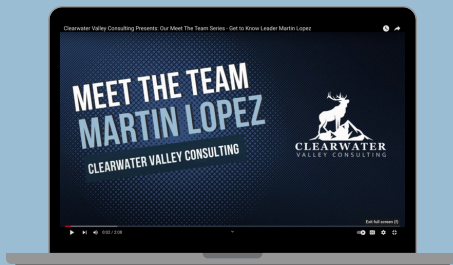 Clearwater Valley Consulting Presents: Our Meet The Team Series - Get to Know Leader Martin Lopez
MEET THE TEAM
MARTIN LOPEZ
CLEARWATER VALLEY CONSULTING
CLEARWATER
VALLEY CONSULTING
Exit full screen (f)
0:00 / 2:08